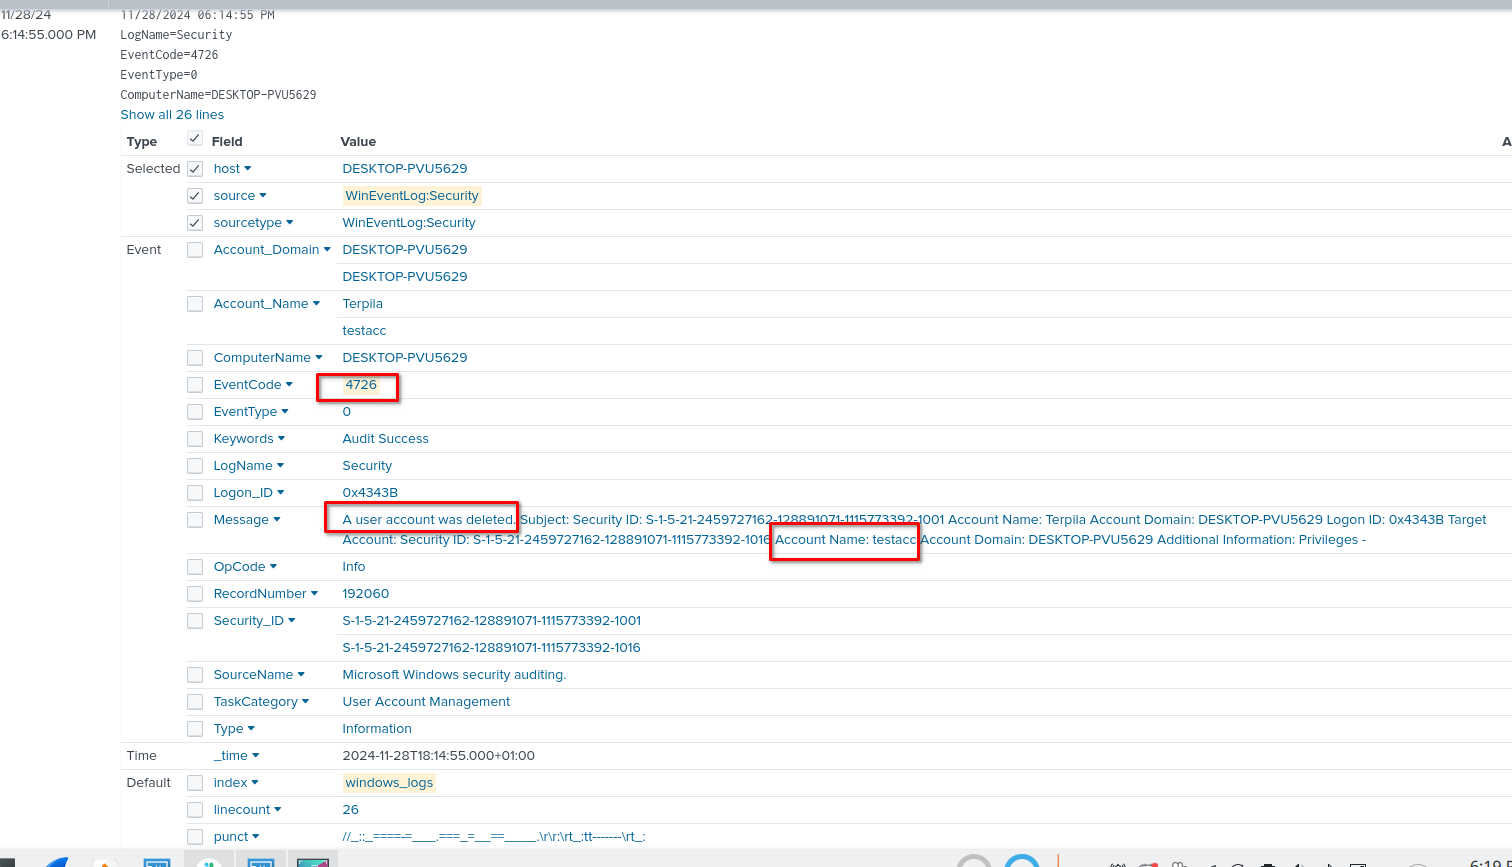 11/28/24 11/28/2024 06:14:55 PM
6:14:55.000 PM LogName=Security
EventCode=4726
EventType=0
ComputerName=DESKTOP-PVU5629
Show all 26 lines
Type Field Value A
Selected host DESKTOP-PVU5629
source WinEventLog:Security
sourcetype WinEventLog:Security
Event Account_Domain DESKTOP-PVU5629
DESKTOP-PVU5629
Account_Name Terpila
testacc
ComputerName DESKTOP-PVU5629
EventCode 4726
EventType 0
Keywords Audit Success
LogName Security
Logon_ID 0x4343B
Message A user account was deleted. Subject: Security ID: S-1-5-21-2459727162-128891071-1115773392-1001 Account Name: Terpila Account Domain: DESKTOP-PVU5629 Logon ID: 0x4343B Target
Account: Security ID: S-1-5-21-2459727162-128891071-1115773392-1016 Account Name: testacc Account Domain: DESKTOP-PVU5629 Additional Information: Privileges -
OpCode Info
RecordNumber 192060
Security_ID S-1-5-21-2459727162-128891071-1115773392-1001
S-1-5-21-2459727162-128891071-1115773392-1016
SourceName Microsoft Windows security auditing.
TaskCategory User Account Management
Type Information
Time _time 2024-11-28T18:14:55.000+01:00
Default index windows_logs
linecount 26
punct
6:19